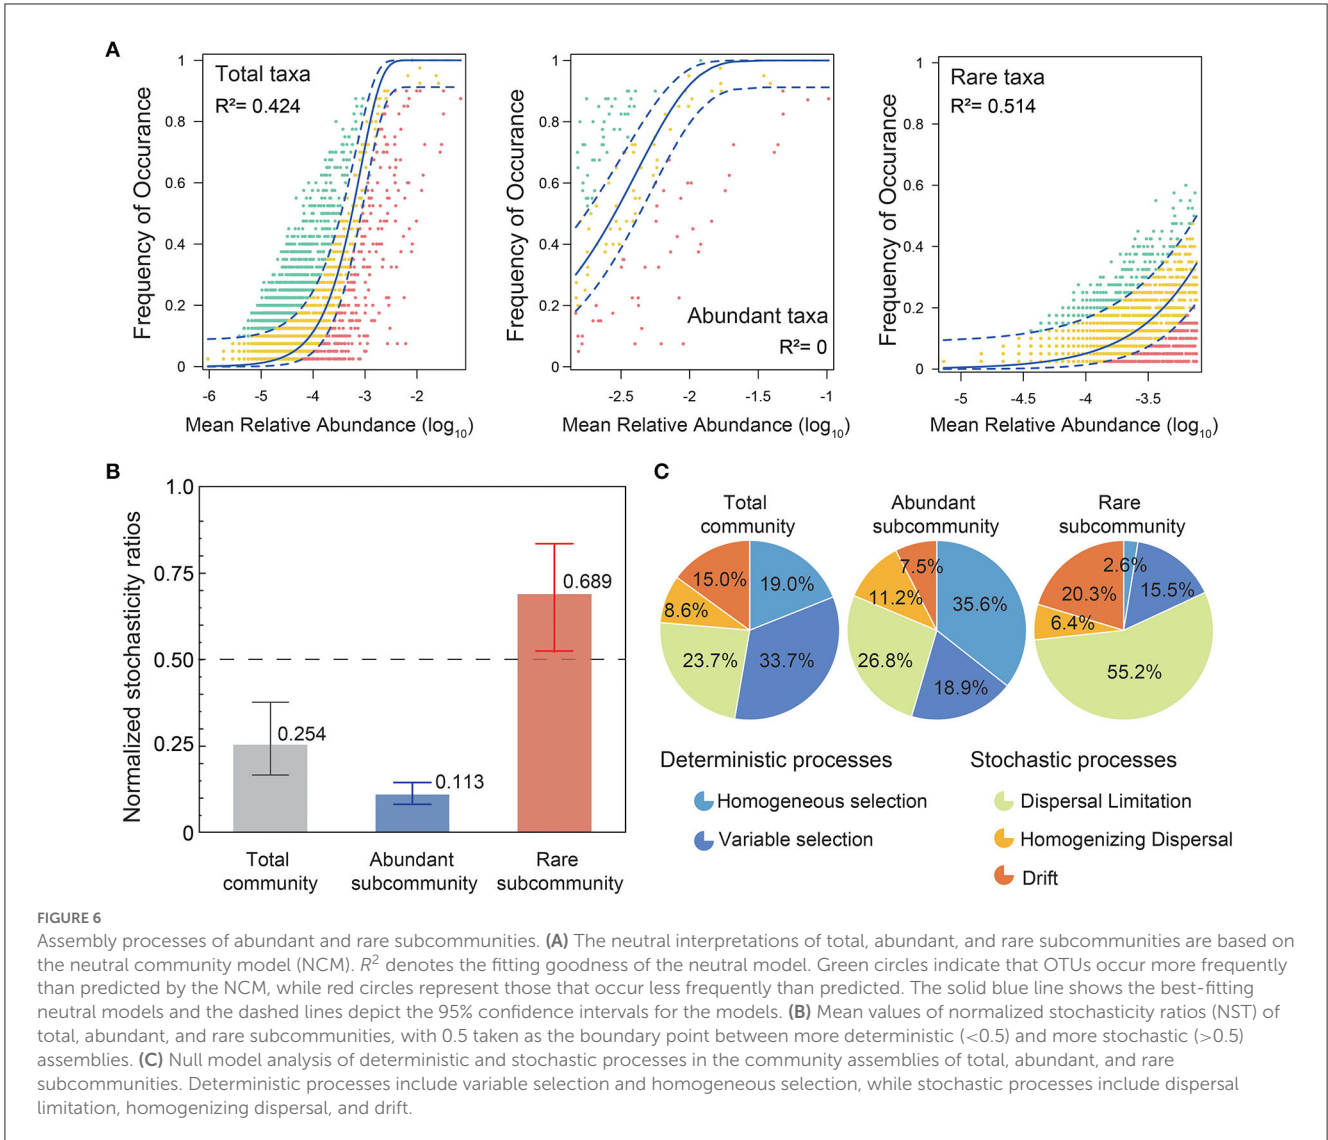 A
Total taxa
R²= 0.424
Frequency of Occurance
1
0.8
0.6
0.4
0.2
0
-6 -5 -4 -3 -2
Mean Relative Abundance (log10)
Abundant taxa
R²= 0
Frequency of Occurance
1
0.8
0.6
0.4
0.2
0
-2.5 -2 -1.5 -1
Mean Relative Abundance (log10)
Rare taxa
R²= 0.514
Frequency of Occurance
1
0.8
0.6
0.4
0.2
0
-5 -4.5 -4 -3.5
Mean Relative Abundance (log10)
B
Normalized stochasticity ratios
1.0
0.75
0.50
0.25
0
0.254
0.113
0.689
Total
community
Abundant
subcommunity
Rare
subcommunity
C
Total
community
19.0%
33.7%
23.7%
8.6%
15.0%
Abundant
subcommunity
35.6%
18.9%
26.8%
11.2%
7.5%
Rare
subcommunity
2.6%
15.5%
55.2%
6.4%
20.3%
Deterministic processes
Homogeneous selection
Variable selection
Stochastic processes
Dispersal Limitation
Homogenizing Dispersal
Drift
FIGURE 6
Assembly processes of abundant and rare subcommunities. (A) The neutral interpretations of total, abundant, and rare subcommunities are based on
the neutral community model (NCM). R² denotes the fitting goodness of the neutral model. Green circles indicate that OTUs occur more frequently
than predicted by the NCM, while red circles represent those that occur less frequently than predicted. The solid blue line shows the best-fitting
neutral models and the dashed lines depict the 95% confidence intervals for the models. (B) Mean values of normalized stochasticity ratios (NST) of
total, abundant, and rare subcommunities, with 0.5 taken as the boundary point between more deterministic (<0.5) and more stochastic (>0.5)
assemblies. (C) Null model analysis of deterministic and stochastic processes in the community assemblies of total, abundant, and rare
subcommunities. Deterministic processes include variable selection and homogeneous selection, while stochastic processes include dispersal
limitation, homogenizing dispersal, and drift.